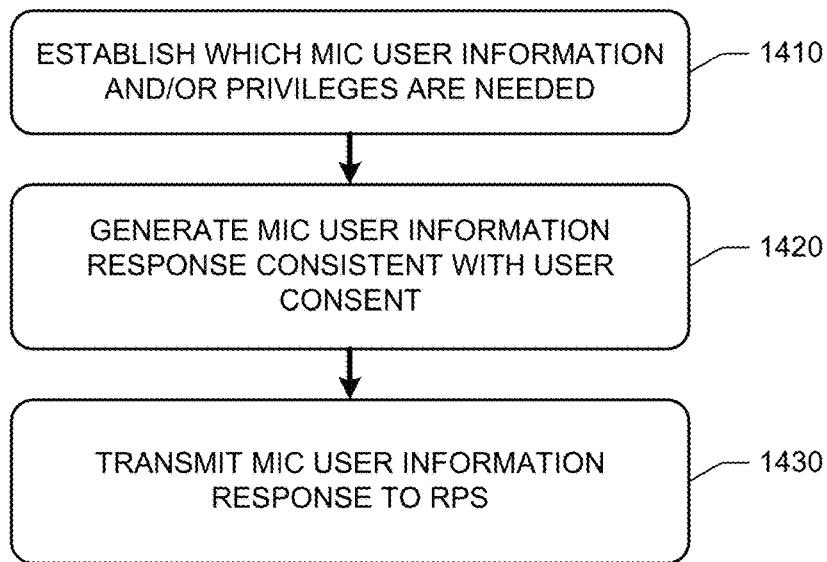 ESTABLISH WHICH MIC USER INFORMATION
AND/OR PRIVILEGES ARE NEEDED
1410
GENERATE MIC USER INFORMATION
RESPONSE CONSISTENT WITH USER
CONSENT
1420
TRANSMIT MIC USER INFORMATION
RESPONSE TO RPS
1430